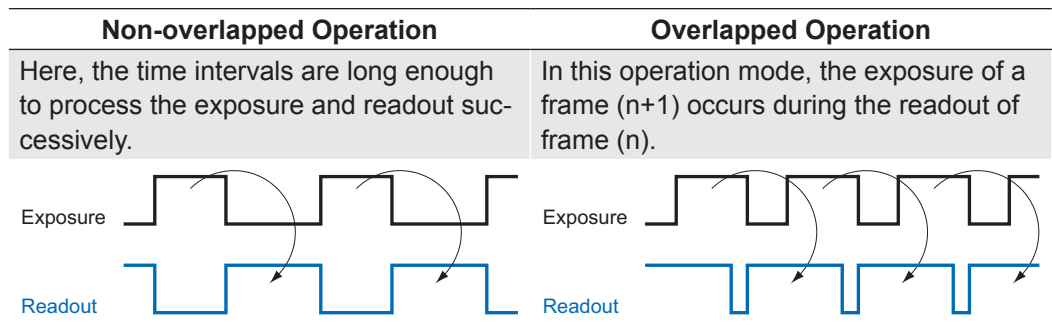 Non-overlapped Operation
Overlapped Operation
Here, the time intervals are long enough
to process the exposure and readout suc-
cessively.
In this operation mode, the exposure of a
frame (n+1) occurs during the readout of
frame (n).
Exposure
Readout
Exposure
Readout